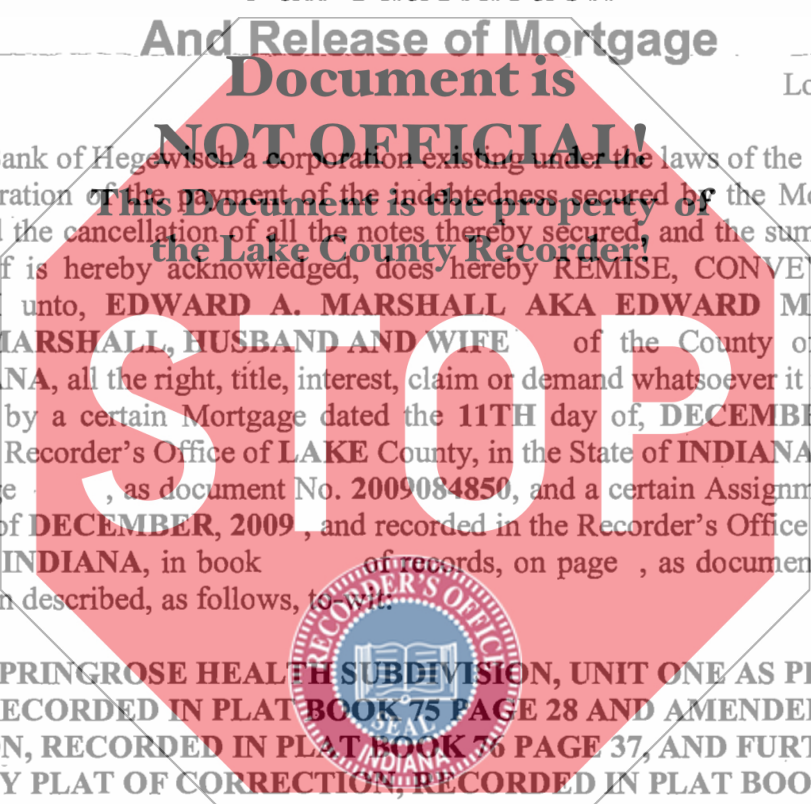 And Release of Mortgage
Document is
Lo
NOT OFFICIAL!
ank of Hegewisch a corporation existing under the laws of the
This Document is the property of
ration of the payment of the indebtedness secured by the Mo
the Lake County Recorder!
the cancellation of all the notes thereby secured, and the sum
f is hereby acknowledged, does hereby REMISE, CONVE
unto, EDWARD A. MARSHALL AKA EDWARD M
MARSHALL, HUSBAND AND WIFE of the County o
NA, all the right, title, interest, claim or demand whatsoever it
by a certain Mortgage dated the 11TH day of, DECEMBE
Recorder's Office of LAKE County, in the State of INDIANA
e , as document No. 2009084850, and a certain Assignm
of DECEMBER, 2009 , and recorded in the Recorder's Office
INDIANA, in book of records, on page , as documen
n described, as follows, to-wit:
STOP
RECORDER'S OFFICE
SEAL
INDIANA
PRINGROSE HEALTH SUBDIVISION, UNIT ONE AS P
ECORDED IN PLAT BOOK 75 PAGE 28 AND AMENDE
N, RECORDED IN PLAT BOOK 76 PAGE 37, AND FURT
Y PLAT OF CORRECTION, RECORDED IN PLAT BOO